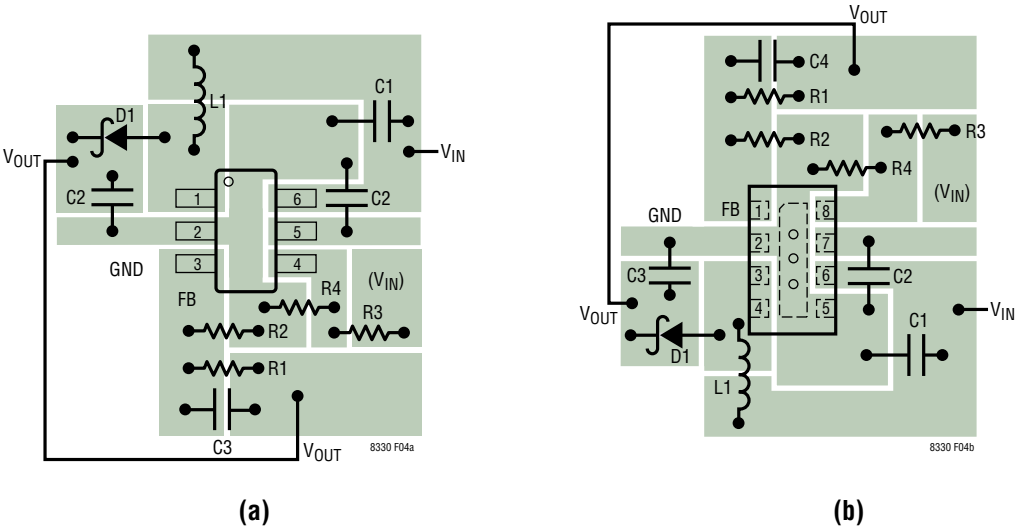 C1
L1
D1
VOUT
VIN
C2
C2
1
6
2
5
3
4
GND
FB
(VIN)
R4
R3
R2
R1
C3
VOUT
8330 F04a
(a)
VOUT
C4
R1
R2
R3
R4
(VIN)
FB
1
8
GND
2
7
3
6
4
5
C3
C2
VOUT
VIN
D1
C1
L1
8330 F04b
(b)